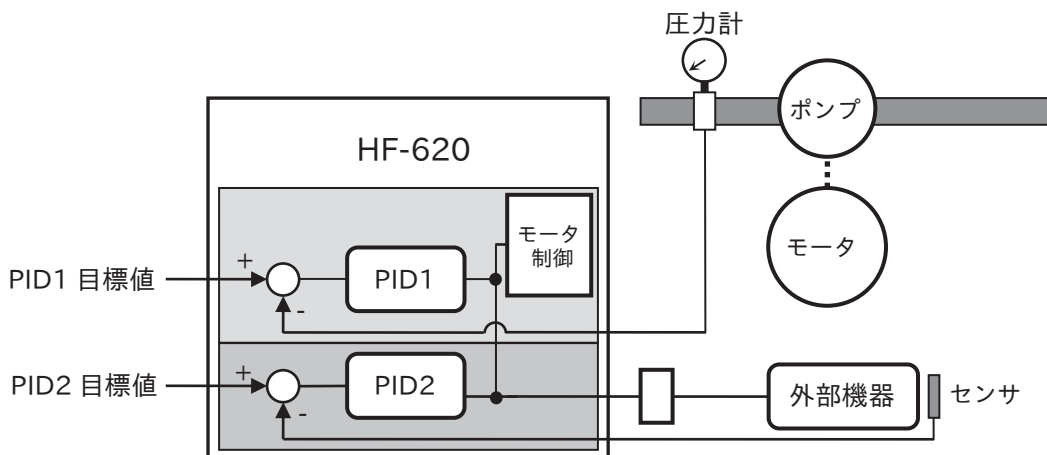 圧力計
ポンプ
HF-620
モータ
制御
モータ
PID1 目標値
+
-
PID1
PID2 目標値
+
-
PID2
外部機器
センサ